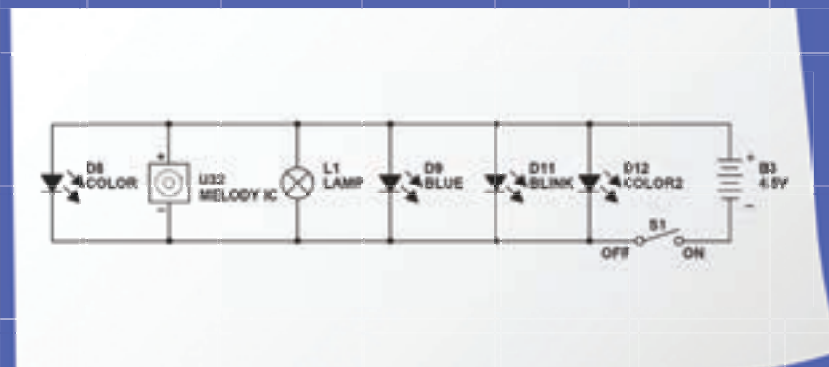 D8
COLOR
+
-
U32
MELODY IC
L1
LAMP
D9
BLUE
D11
BLINK
D12
COLOR2
+
-
B3
4.5V
S1
OFF
ON